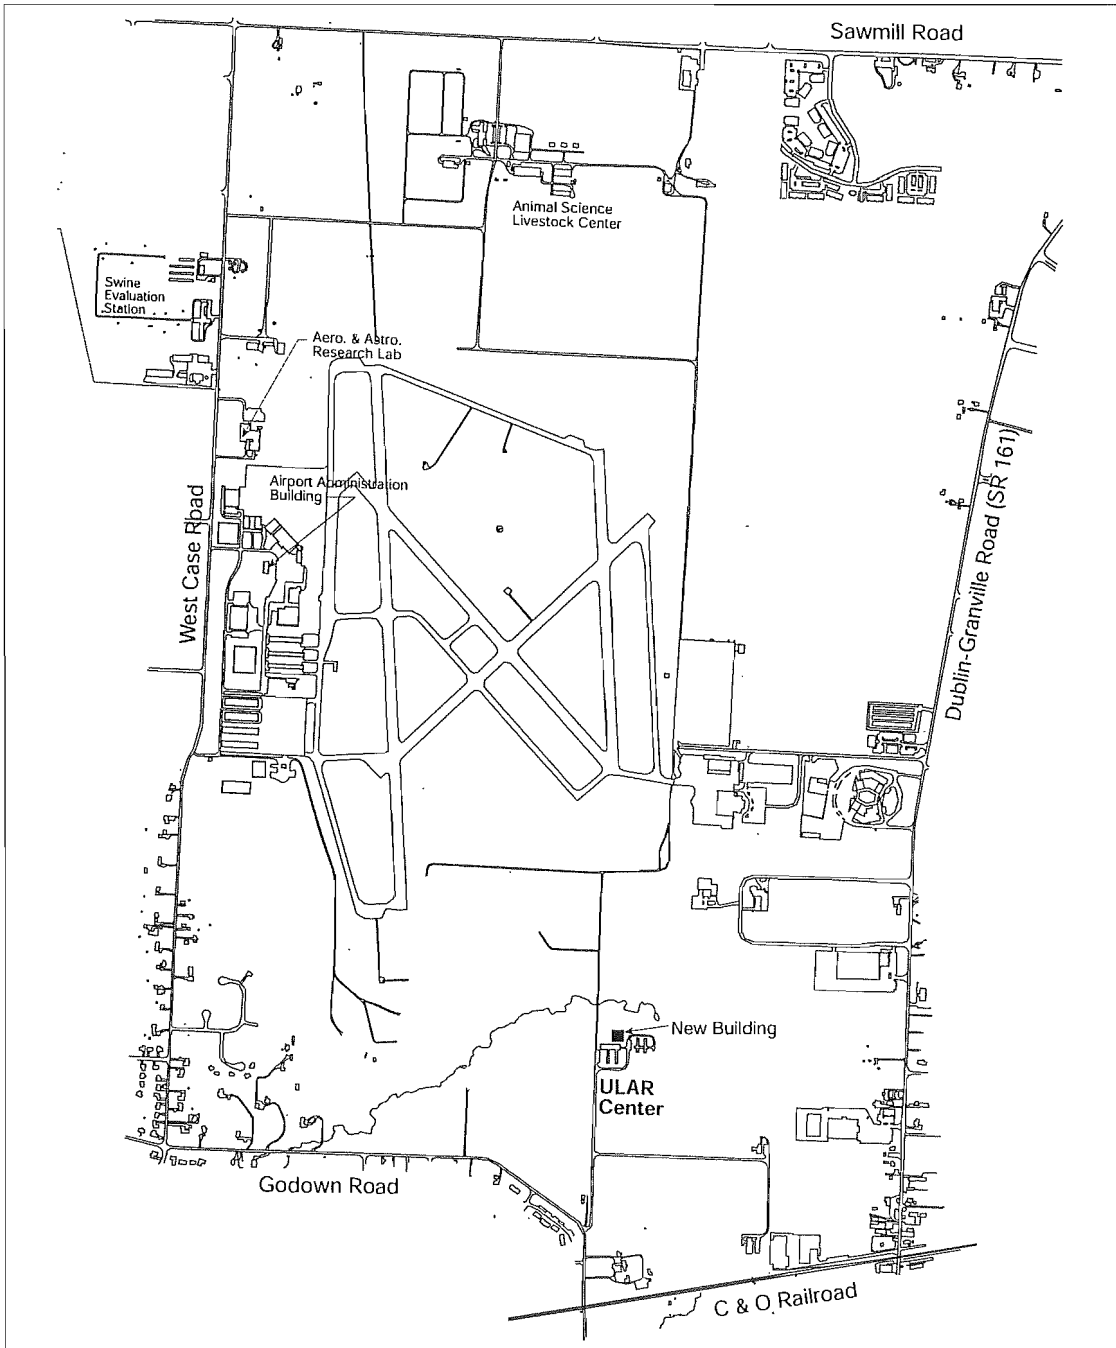 Sawmill Road
Animal Science
Livestock Center
Swine
Evaluation
Station
Aero. & Astro.
Research Lab
Airport Administration
Building
West Case Road
Dublin-Granville Road (SR 161)
New Building
ULAR
Center
Godown Road
C & O Railroad